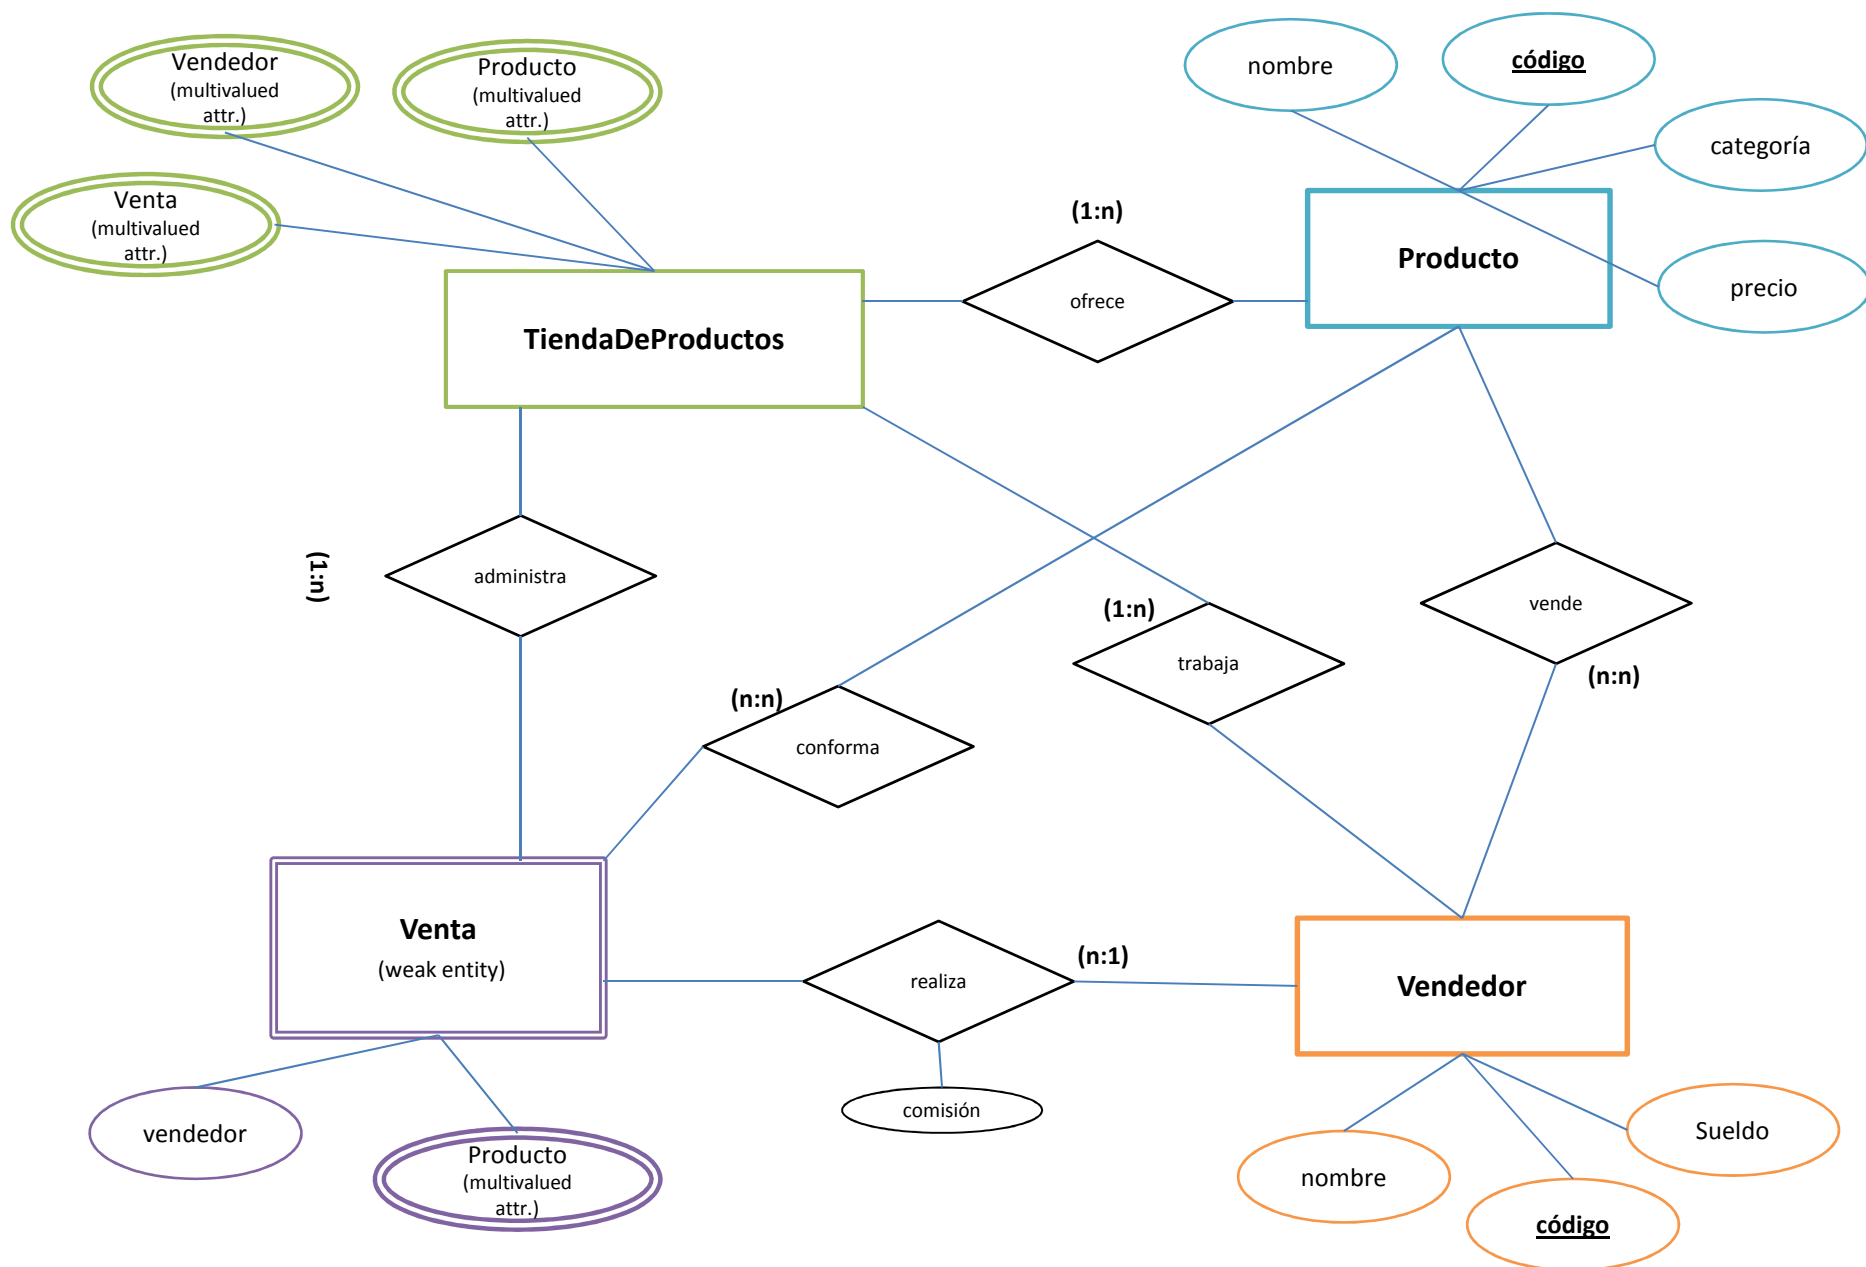 Vendedor
(multivalued
attr.)
Producto
(multivalued
attr.)
nombre
código
categoría
Venta
(multivalued
attr.)
(1:n)
Producto
precio
ofrece
TiendaDeProductos
(1:n)
administra
(1:n)
trabaja
vende
(n:n)
(n:n)
conforma
Venta
(weak entity)
realiza
(n:1)
Vendedor
comisión
vendedor
Producto
(multivalued
attr.)
Sueldo
nombre
código